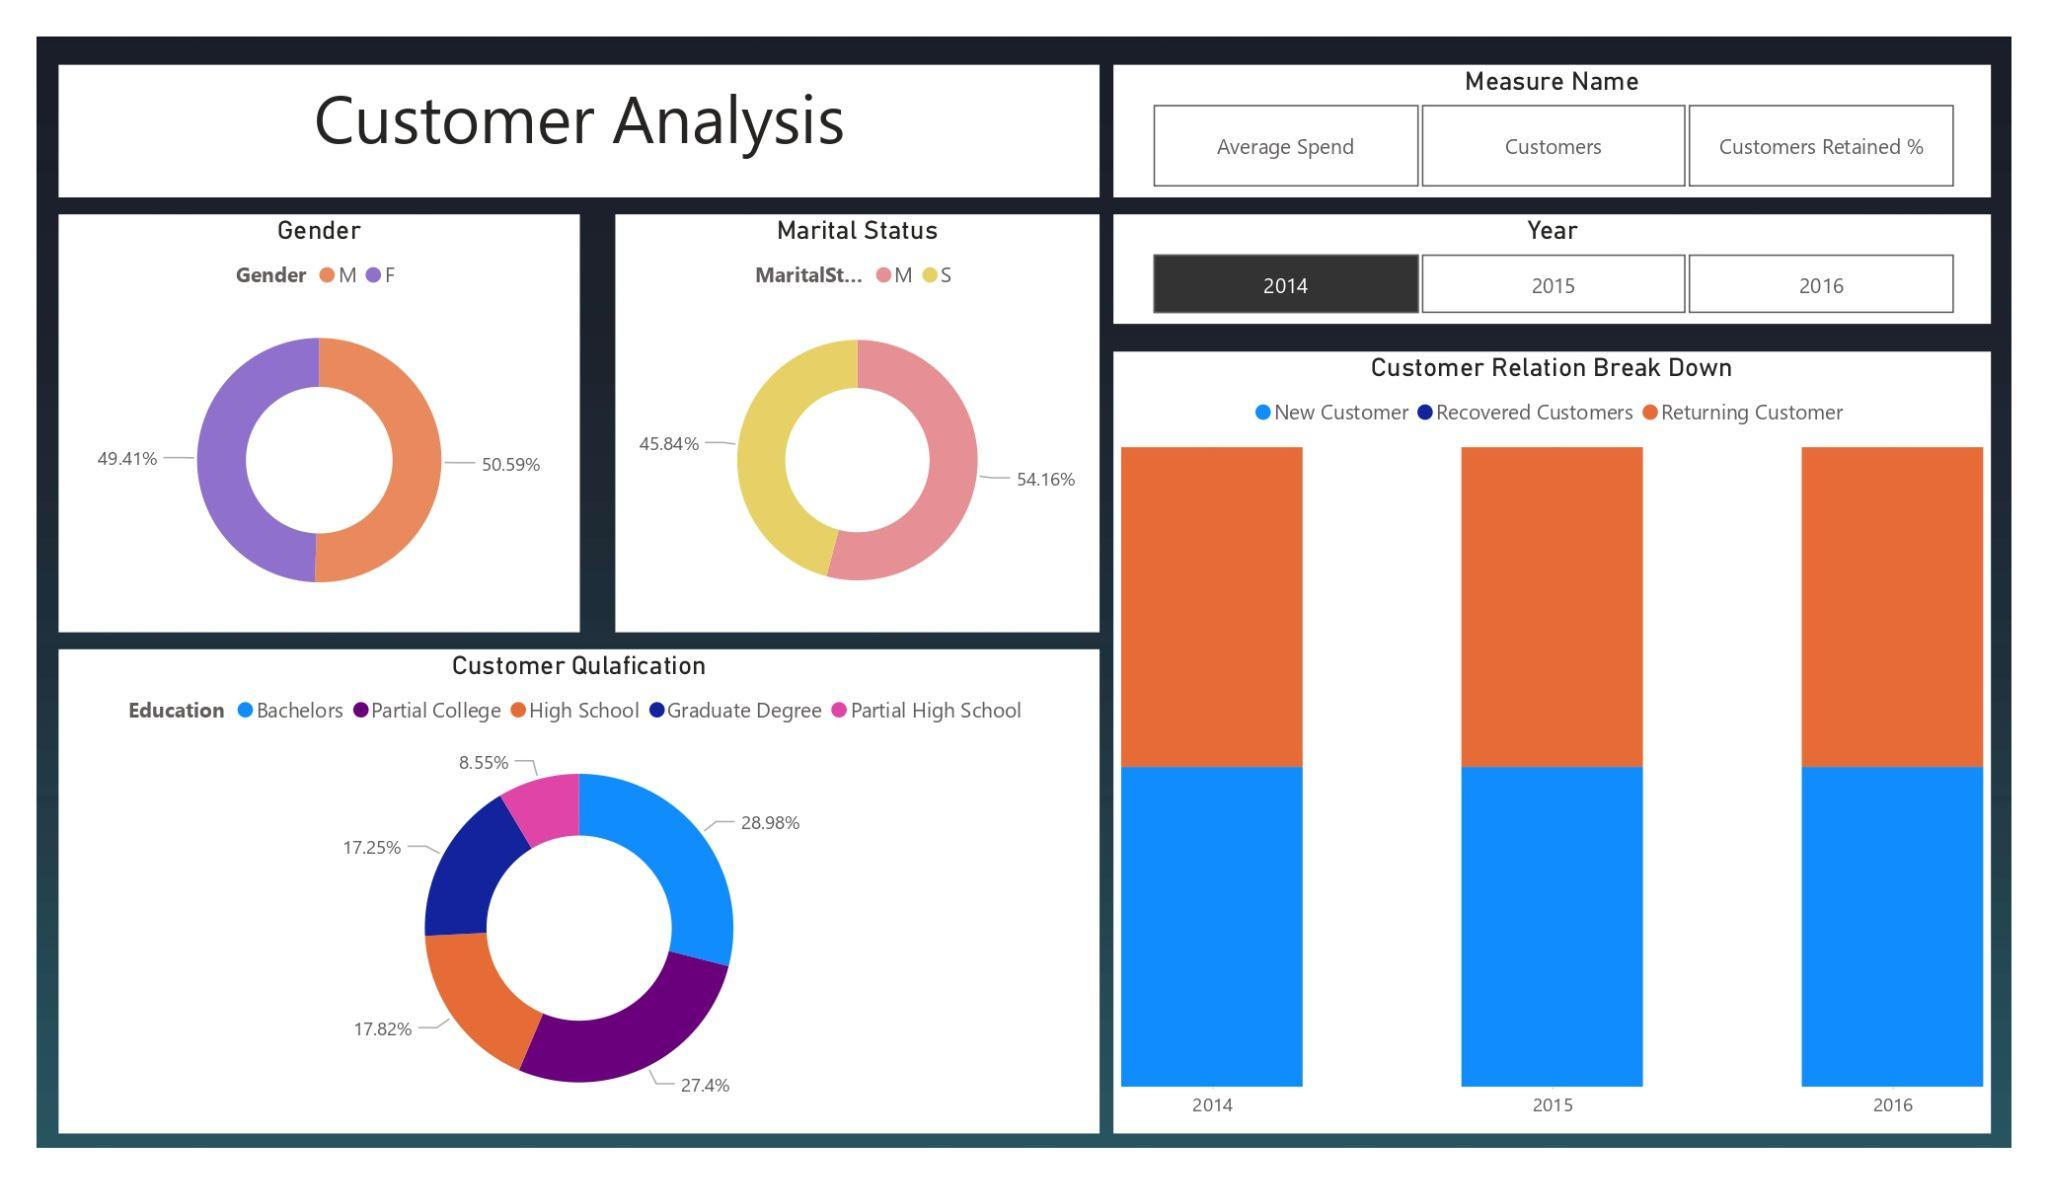 Customer Analysis
Measure Name
Average Spend
Customers
Customers Retained %
Gender
Gender M F
49.41%
50.59%
Marital Status
MaritalSt... M S
45.84%
54.16%
Year
2014
2015
2016
Customer Relation Break Down
New Customer Recovered Customers Returning Customer
2014
2015
2016
Customer Qulafication
Education Bachelors Partial College High School Graduate Degree Partial High School
8.55%
28.98%
17.25%
17.82%
27.4%